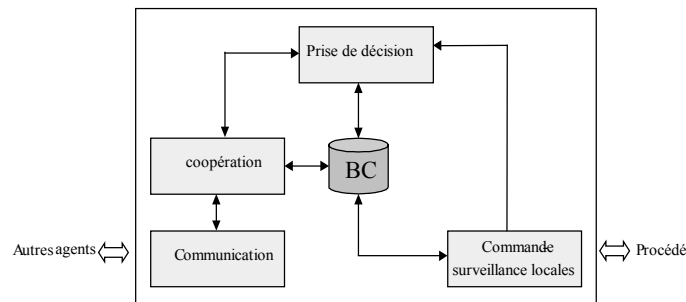 Prise de décision
coopération
BC
Autres agents
Communication
Commande-
surveillance locales
Procédé